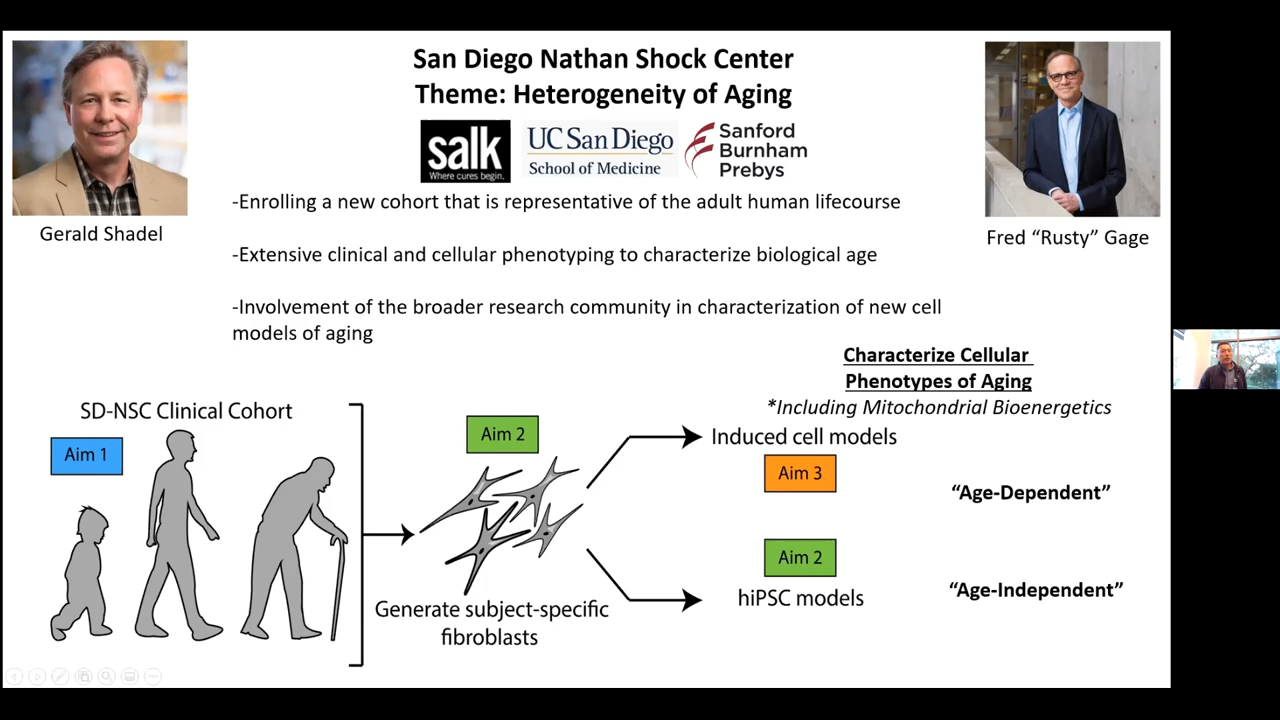 San Diego Nathan Shock Center
Theme: Heterogeneity of Aging
salk
Where cures begin.
UC San Diego
School of Medicine
Sanford
Burnham
Prebys
Gerald Shadel
Fred “Rusty” Gage
-Enrolling a new cohort that is representative of the adult human lifecourse
-Extensive clinical and cellular phenotyping to characterize biological age
-Involvement of the broader research community in characterization of new cell
models of aging
Characterize Cellular
Phenotypes of Aging
*Including Mitochondrial Bioenergetics
SD-NSC Clinical Cohort
Aim 1
Aim 2
Generate subject-specific
fibroblasts
Induced cell models
Aim 3
“Age-Dependent”
Aim 2
hiPSC models
“Age-Independent”